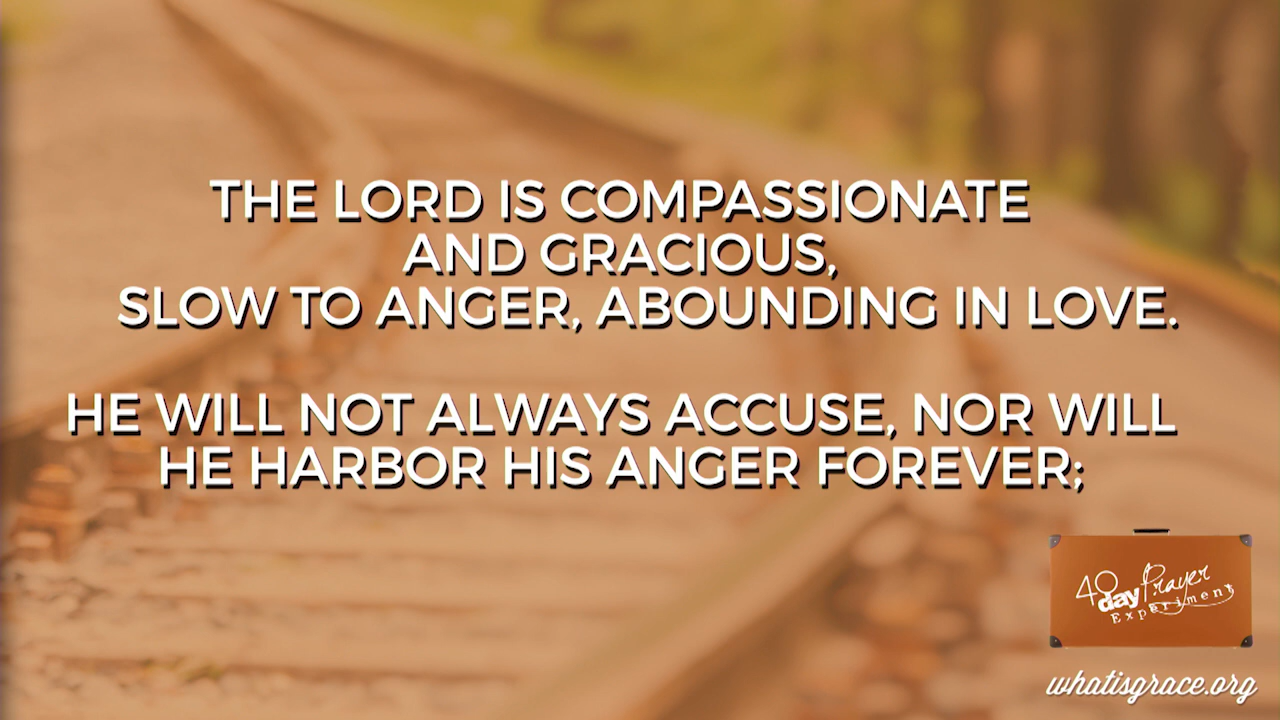 THE LORD IS COMPASSIONATE
AND GRACIOUS,
SLOW TO ANGER, ABOUNDING IN LOVE.
HE WILL NOT ALWAYS ACCUSE, NOR WILL
HE HARBOR HIS ANGER FOREVER;
40 day Prayer
Experiment
whatisgrace.org